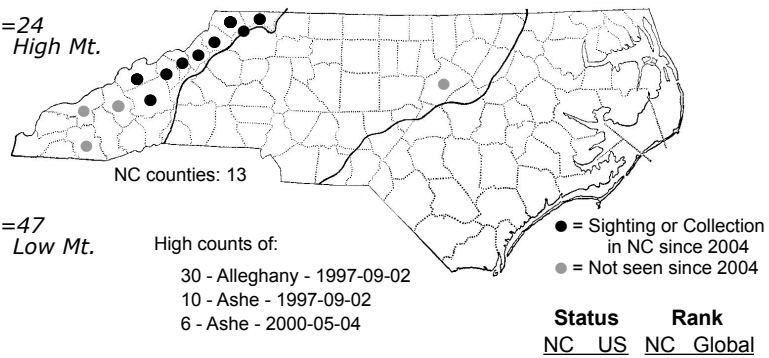 =24
High Mt.
NC counties: 13
=47
Low Mt.
High counts of:
30 - Alleghany - 1997-09-02
10 - Ashe - 1997-09-02
6 - Ashe - 2000-05-04
● = Sighting or Collection
in NC since 2004
● = Not seen since 2004
Status Rank
NC US NC Global